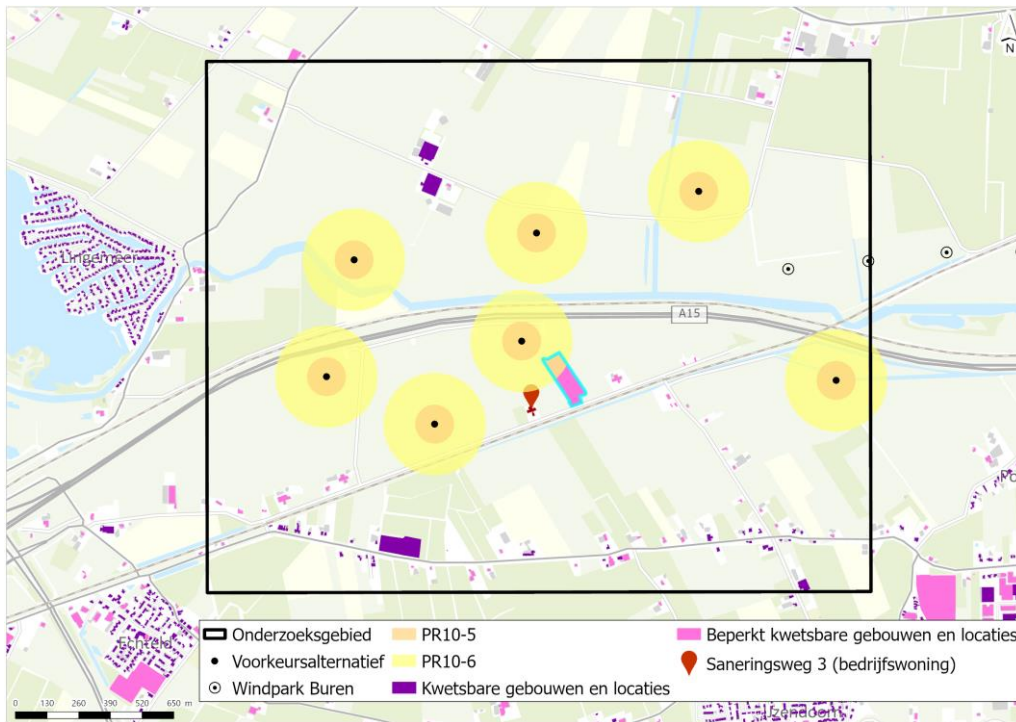 N
Lingemeer
A15
Echteld
IJzendoorn
Onderzoeksgebied
Voorkeursalternatief
Windpark Buren
PR10-5
PR10-6
Kwetsbare gebouwen en locaties
Beperkt kwetsbare gebouwen en locaties
Saneringsweg 3 (bedrijfswoning)
0 130 260 390 520 650 m